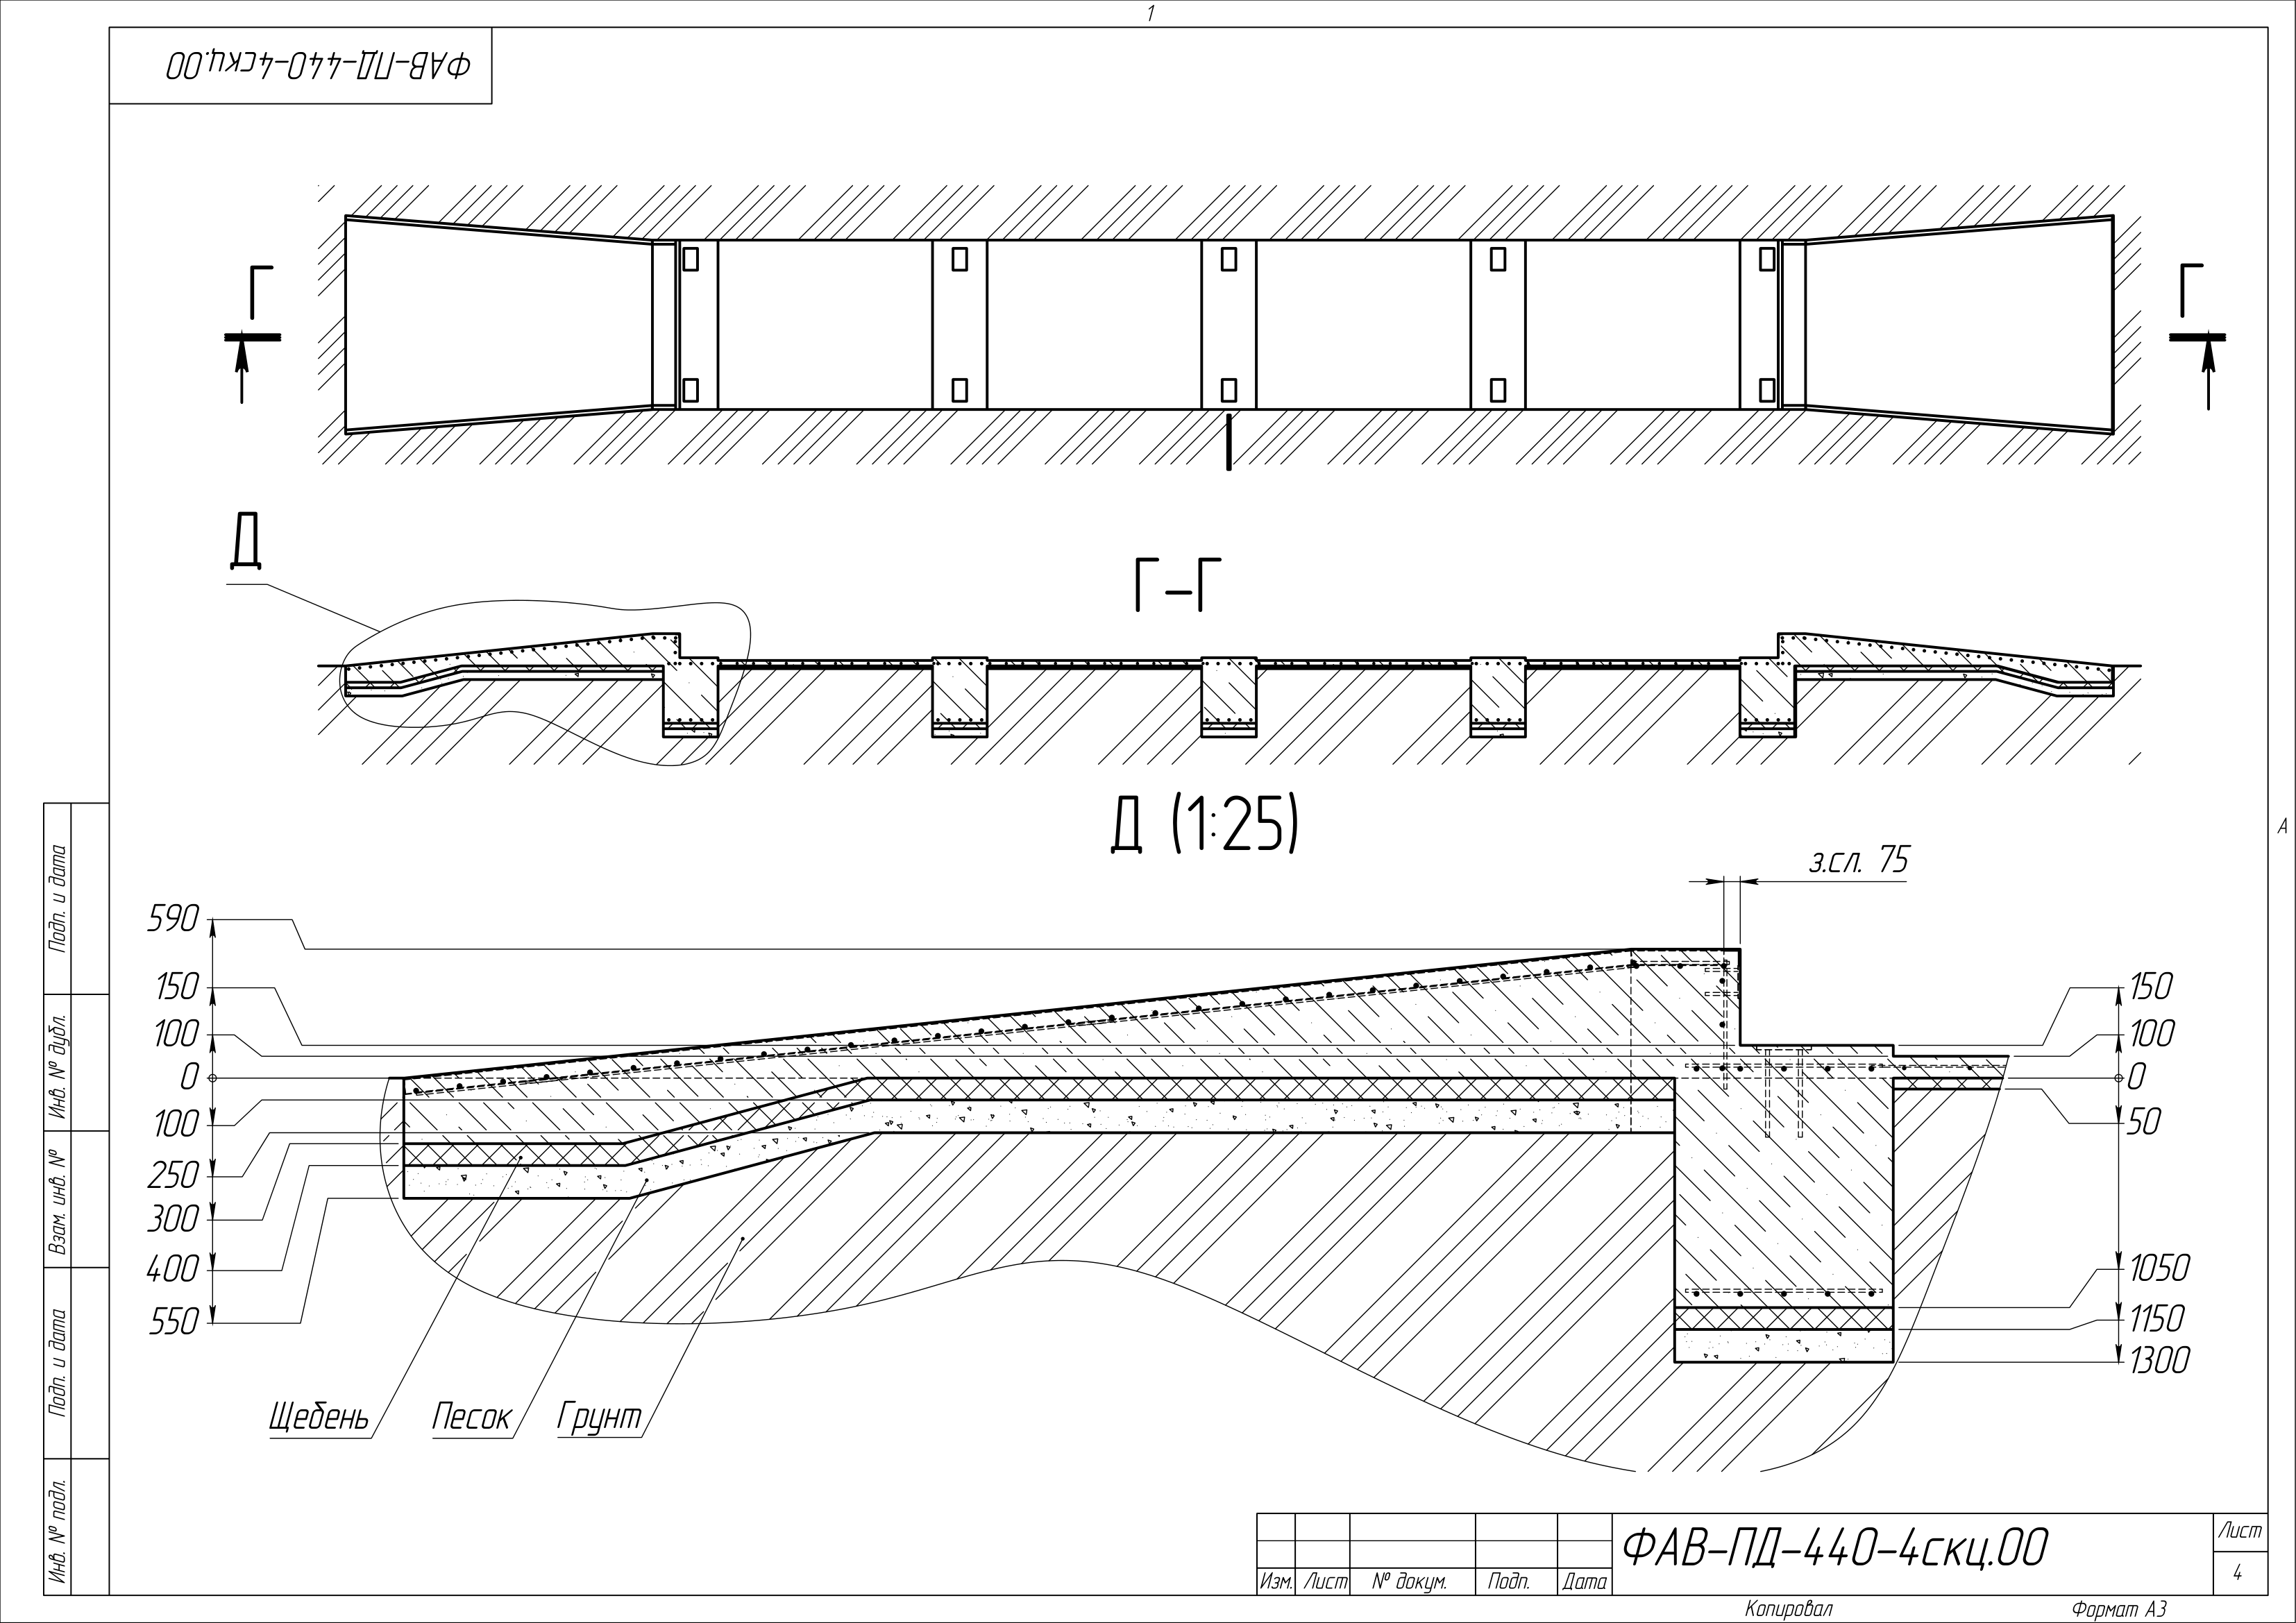 1
ФАВ-ПД-440-4скц.00
Г
Г
Д
Г-Г
Д (1:25)
А
з.сл. 75
590
150
100
0
100
250
300
400
550
150
100
0
50
1050
1150
1300
Щебень
Песок
Грунт
Подп. и дата
Инв. № дубл.
Взам. инв. №
Подп. и дата
Инв. № подл.
Изм. Лист № докум. Подп. Дата
ФАВ-ПД-440-4скц.00
Лист
4
Копировал
Формат А3